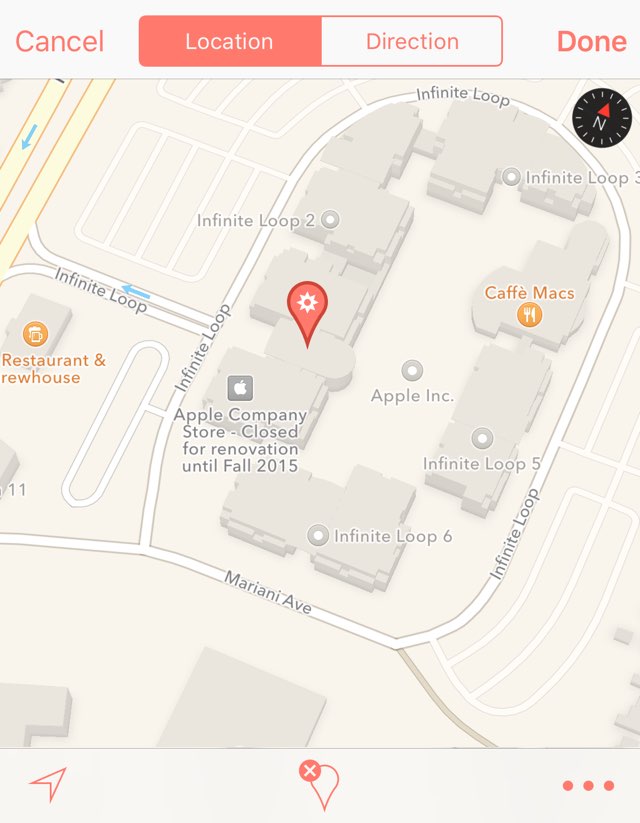 Cancel
Location
Direction
Done
Infinite Loop
N
Infinite Loop 3
Infinite Loop 2
Infinite Loop
Caffè Macs
Infinite Loop
Restaurant &
rewhouse
Apple Inc.
Apple Company
Store - Closed
for renovation
until Fall 2015
Infinite Loop 5
11
Infinite Loop
Infinite Loop 6
Mariani Ave